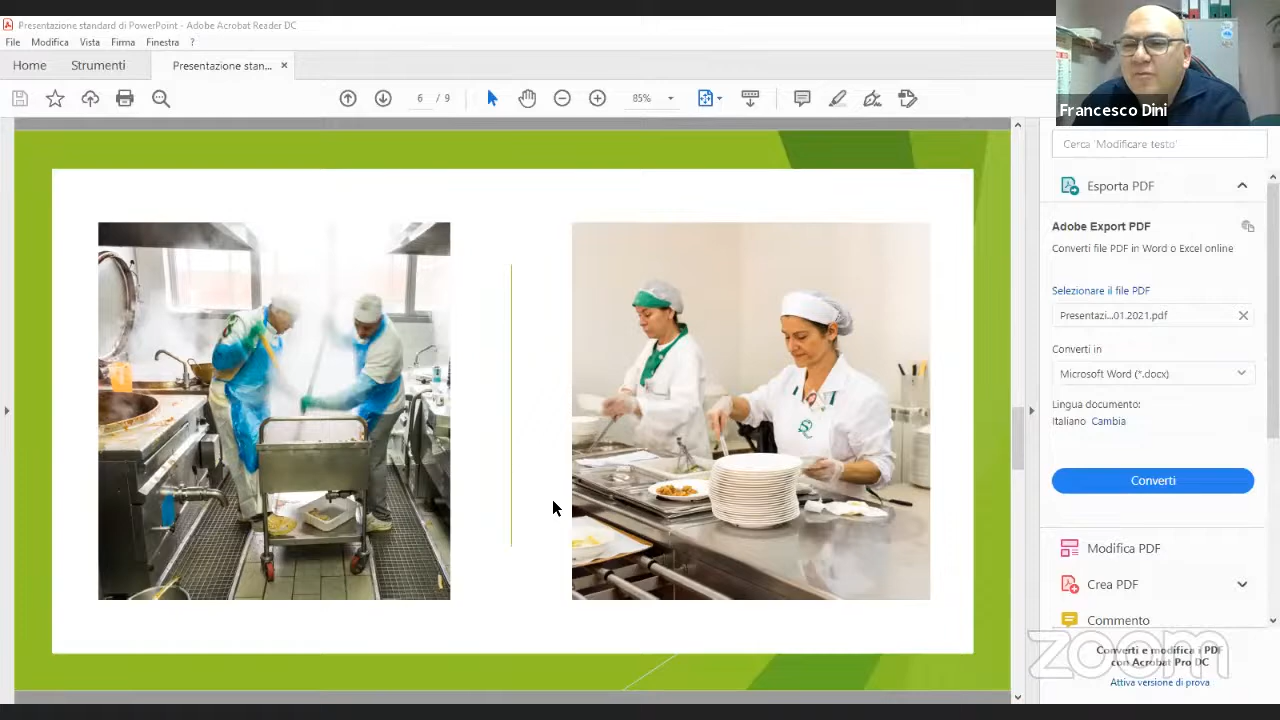 Presentazione standard di PowerPoint - Adobe Acrobat Reader DC
File Modifica Vista Firma Finestra ?
Home Strumenti Presentazione stan... ×
6 / 9 85%
Francesco Dini
Cerca 'Modificare testo'
Esporta PDF
Adobe Export PDF
Converti file PDF in Word o Excel online
Selezionare il file PDF
Presentazi...01.2021.pdf
Converti in
Microsoft Word (*.docx)
Lingua documento:
Italiano Cambia
Converti
Modifica PDF
Crea PDF
Commento
zoom
Converti e modifica i PDF
con Acrobat Pro DC
Attiva versione di prova